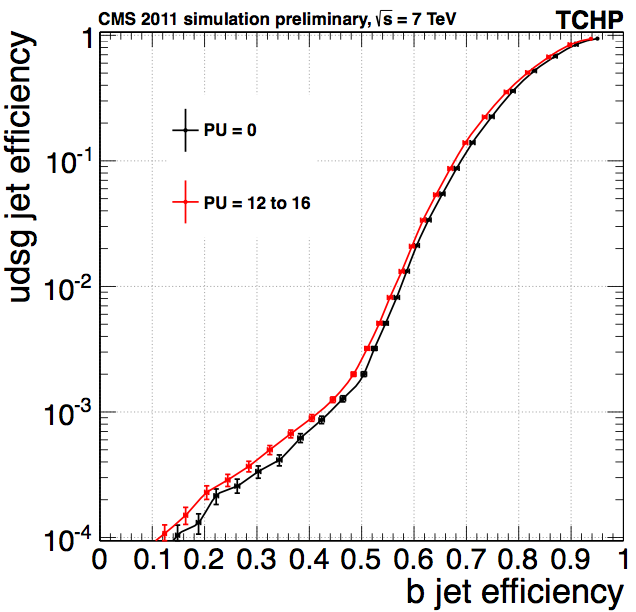 CMS 2011 simulation preliminary, √s = 7 TeV
TCHP
udsg jet efficiency
1
10^-1
10^-2
10^-3
10^-4
PU = 0
PU = 12 to 16
0 0.1 0.2 0.3 0.4 0.5 0.6 0.7 0.8 0.9 1
b jet efficiency